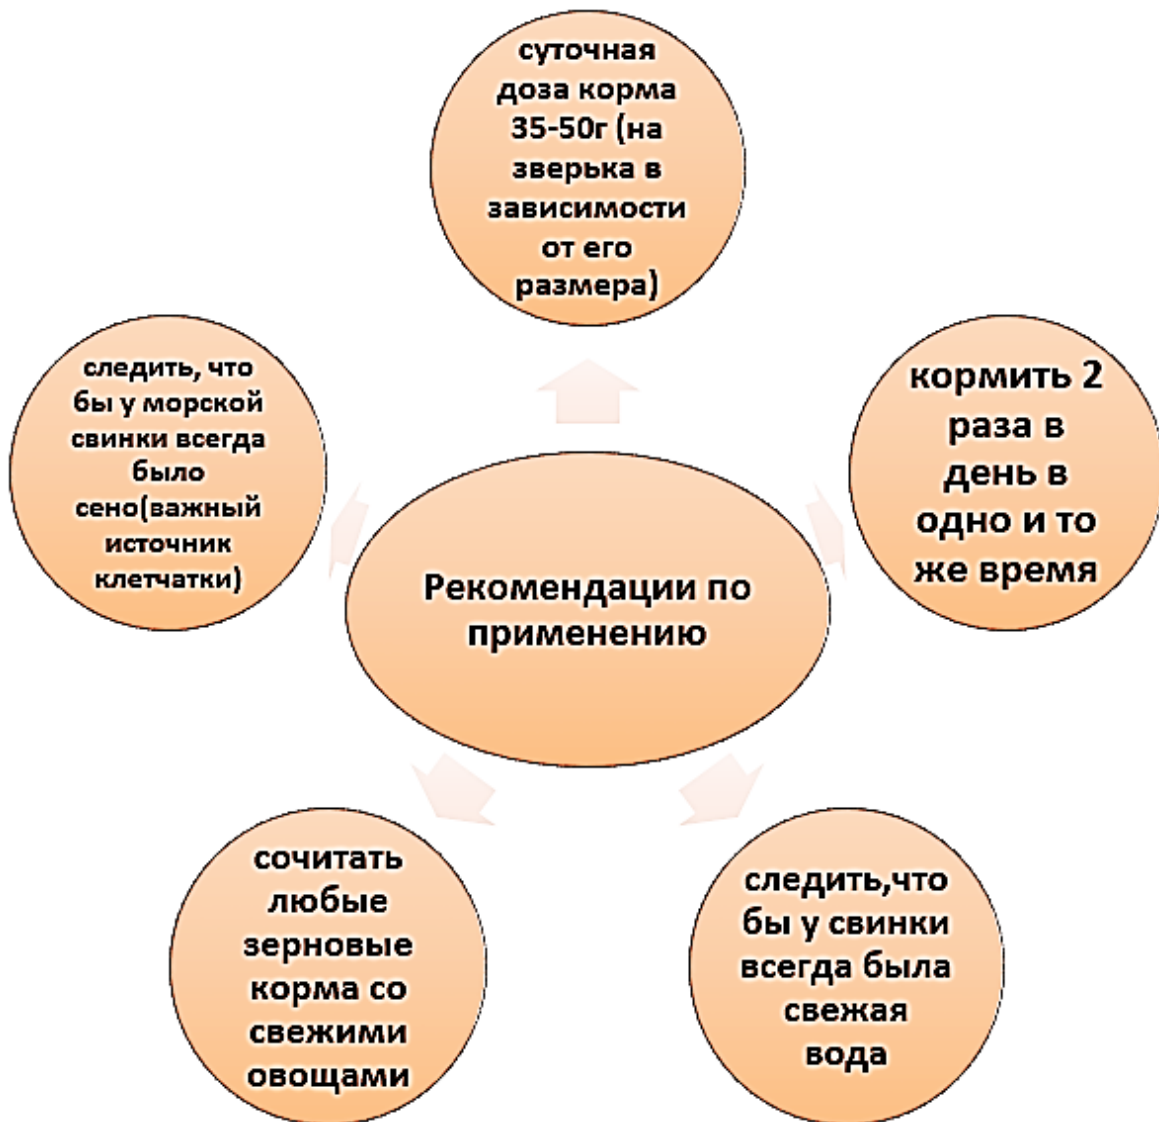 суточная
доза корма
35-50г (на
зверька в
зависимости
от его
размера)
следить, что
бы у морской
свинки всегда
было
сено(важный
источник
клетчатки)
кормить 2
раза в
день в
одно и то
же время
Рекомендации по
применению
сочитать
любые
зерновые
корма со
свежими
овощами
следить,что
бы у свинки
всегда была
свежая
вода